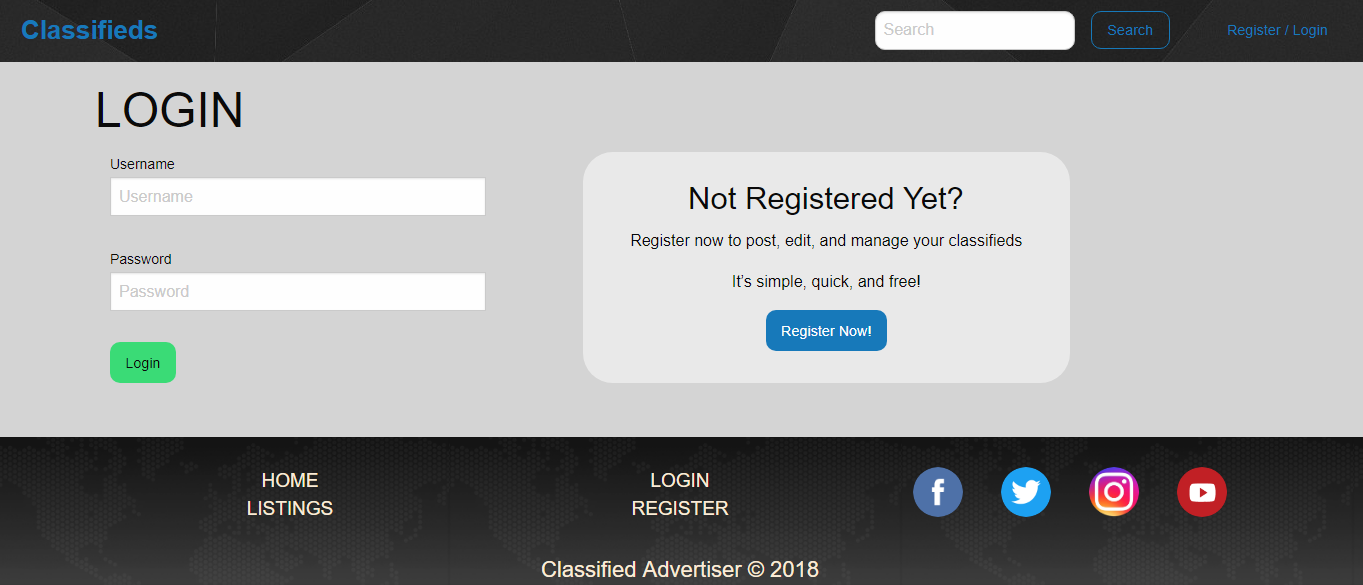 Classifieds
Search
Search
Register / Login
LOGIN
Username
Username
Password
Password
Login
Not Registered Yet?
Register now to post, edit, and manage your classifieds
It's simple, quick, and free!
Register Now!
HOME
LISTINGS
LOGIN
REGISTER
f
Classified Advertiser © 2018